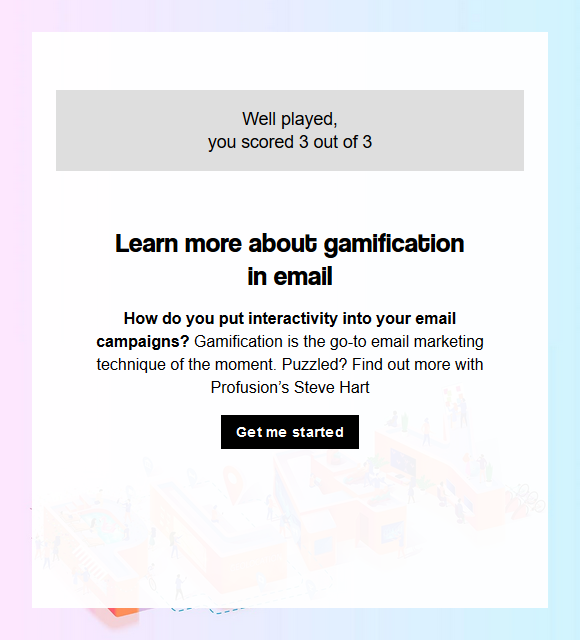 Well played,
you scored 3 out of 3
Learn more about gamification
in email
How do you put interactivity into your email
campaigns? Gamification is the go-to email marketing
technique of the moment. Puzzled? Find out more with
Profusion’s Steve Hart
Get me started